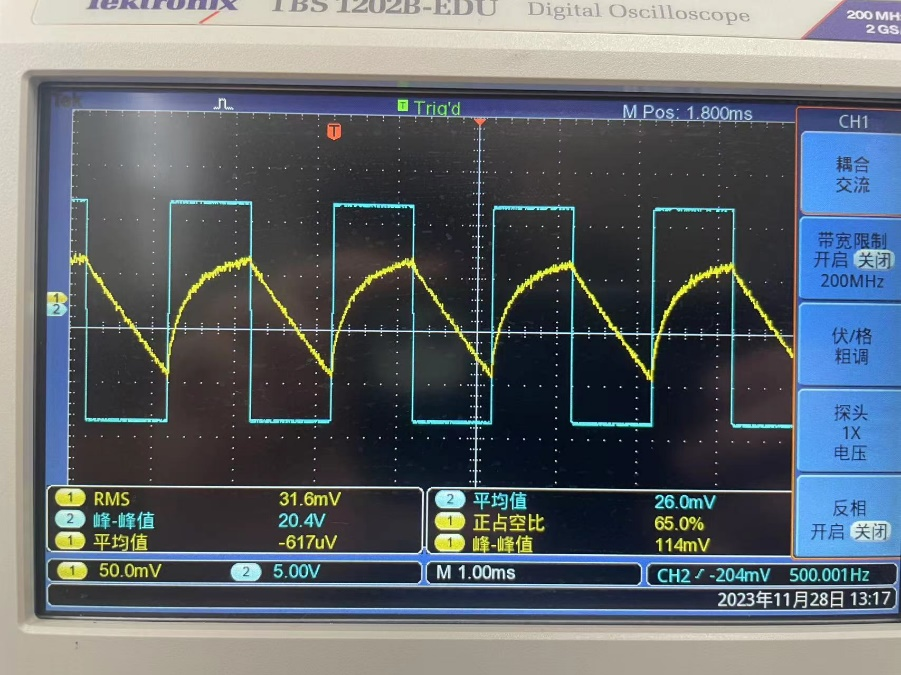 Tektronix TBS 1202B-EDU Digital Oscilloscope
200 MH
2 GS
Tek
T Trig'd
M Pos: 1.800ms
CH1
T
耦合
交流
带宽限制
开启 关闭
200MHz
1
2
伏/格
粗调
探头
1X
电压
反相
开启 关闭
1 RMS 31.6mV
2 峰-峰值 20.4V
1 平均值 -617uV
2 平均值 26.0mV
1 正占空比 65.0%
1 峰-峰值 114mV
1 50.0mV 2 5.00V M 1.00ms CH2 -204mV 500.001Hz
2023年11月28日 13:17